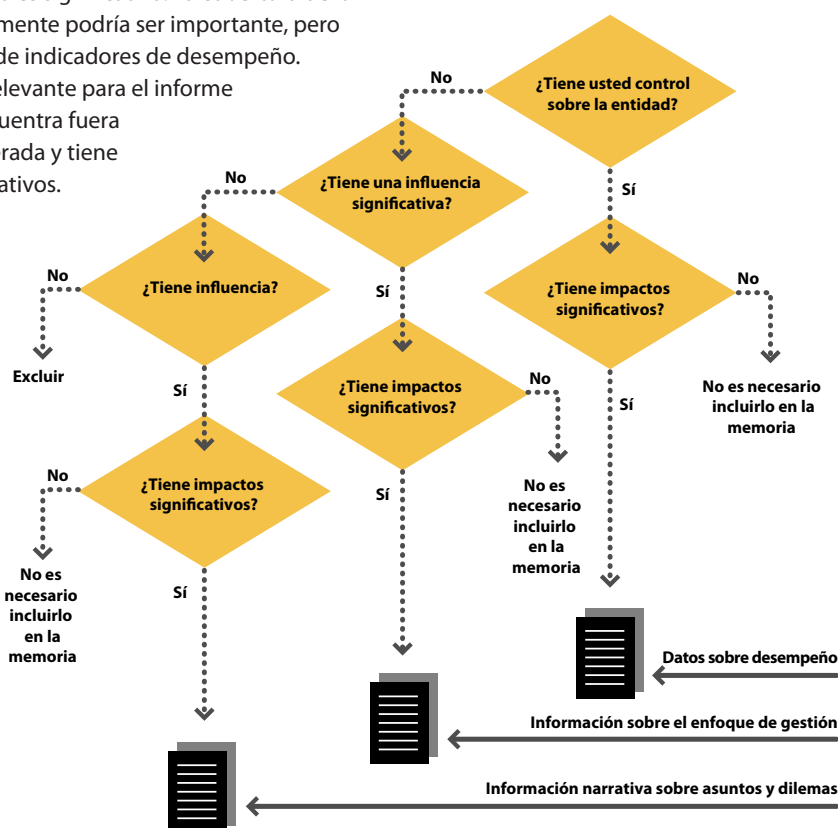 mente podría ser importante, pero
de indicadores de desempeño.
elevante para el informe
uentra fuera
erada y tiene
ativos.
¿Tiene usted control
sobre la entidad?
No
Sí
¿Tiene una influencia
significativa?
No
Sí
¿Tiene impactos
significativos?
No
No es necesario
incluirlo en la
memoria
Sí
¿Tiene influencia?
No
Excluir
Sí
¿Tiene impactos
significativos?
No
No es
necesario
incluirlo
en la
memoria
Sí
¿Tiene impactos
significativos?
No
No es
necesario
incluirlo
en la
memoria
Sí
Datos sobre desempeño
Información sobre el enfoque de gestión
Información narrativa sobre asuntos y dilemas